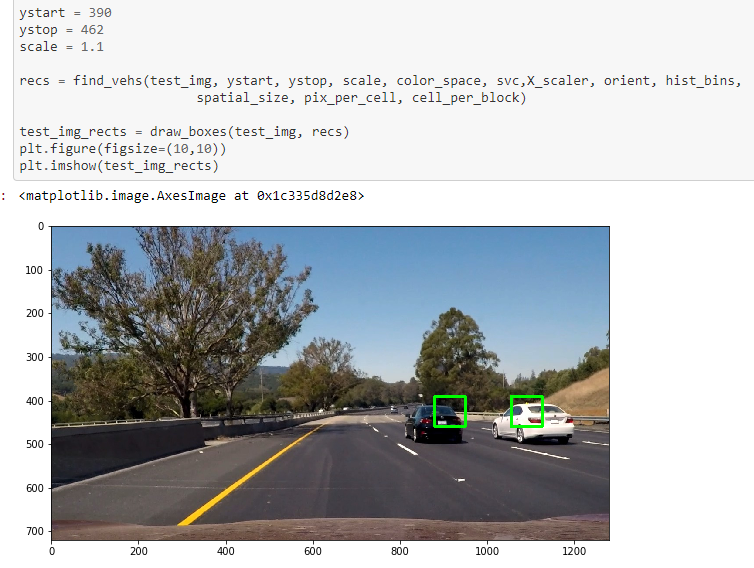 ystart = 390
ystop = 462
scale = 1.1
recs = find_vehs(test_img, ystart, ystop, scale, color_space, svc,X_scaler, orient, hist_bins,
spatial_size, pix_per_cell, cell_per_block)
test_img_rects = draw_boxes(test_img, recs)
plt.figure(figsize=(10,10))
plt.imshow(test_img_rects)
: <matplotlib.image.AxesImage at 0x1c335d8d2e8>
0
100
200
300
400
500
600
700
0 200 400 600 800 1000 1200